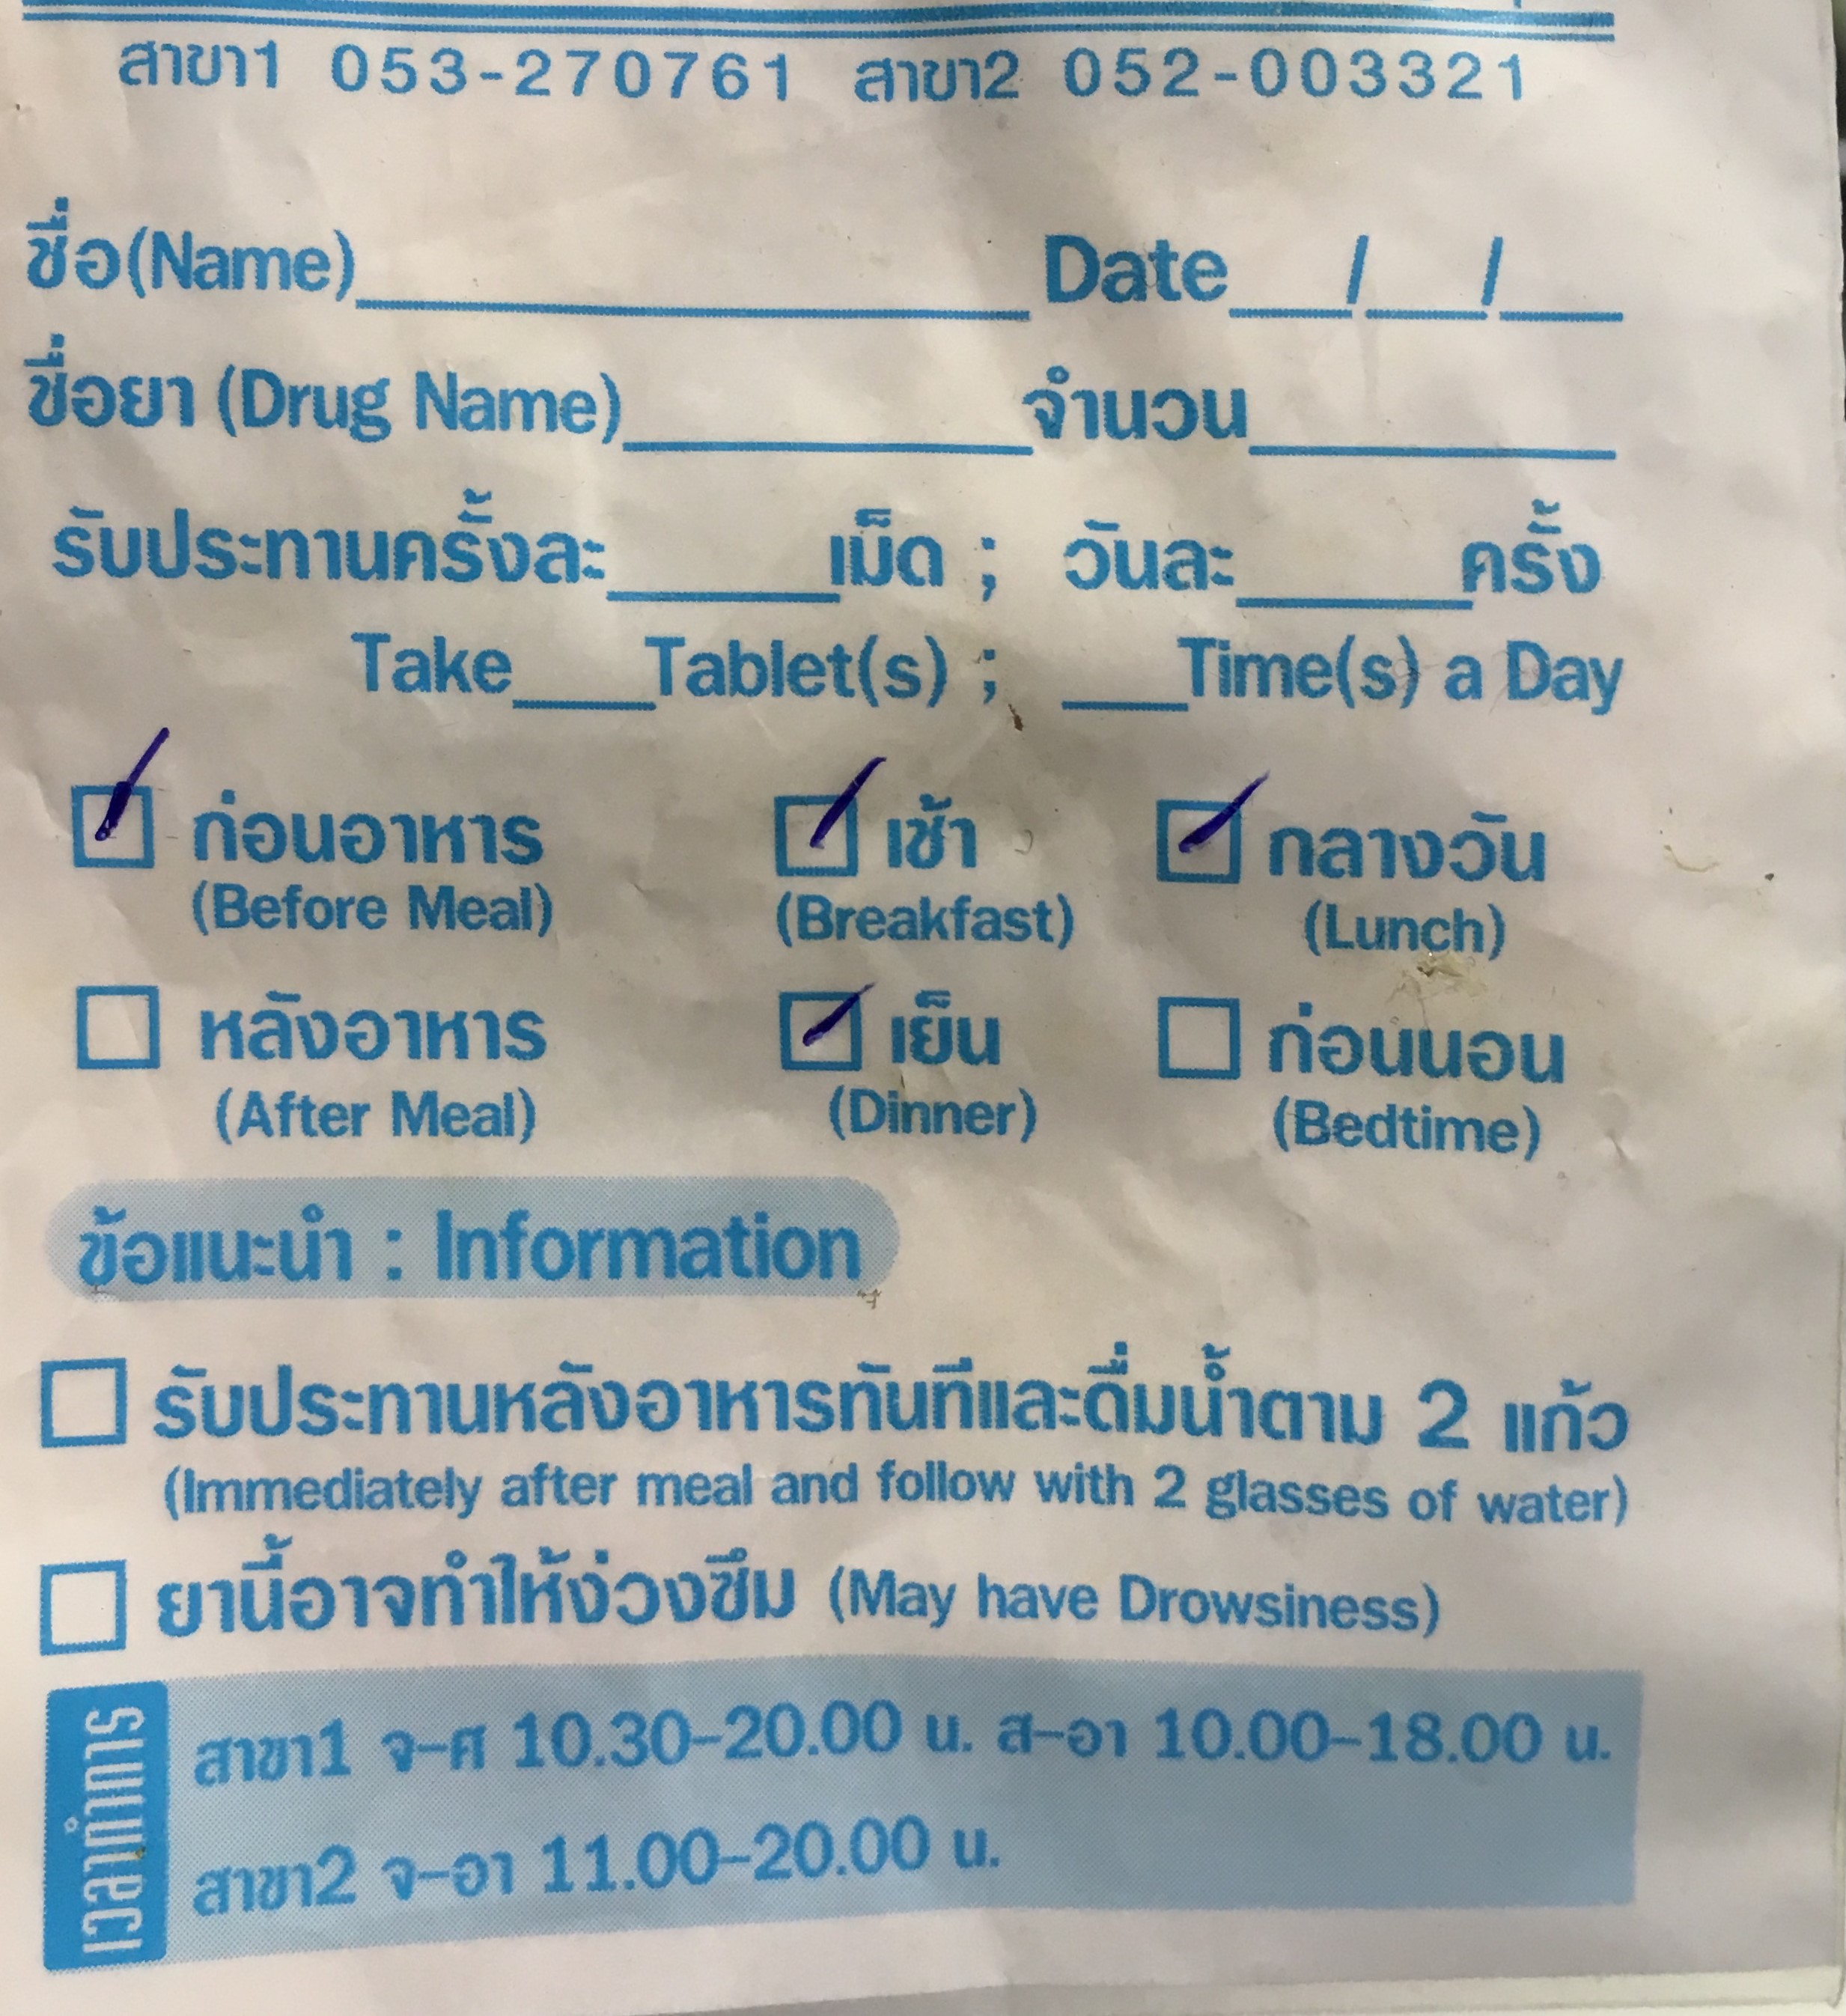 สาขา1 053-270761 สาขา2 052-003321
ชื่อ(Name)____________ Date___/___/___
ชื่อยา (Drug Name)________จำนวน________
รับประทานครั้งละ_____เม็ด ; วันละ_____ครั้ง
Take___Tablet(s) ; ___Time(s) a Day
ก่อนอาหาร เช้า กลางวัน
(Before Meal) (Breakfast) (Lunch)
หลังอาหาร เย็น ก่อนนอน
(After Meal) (Dinner) (Bedtime)
ข้อแนะนำ : Information
รับประทานหลังอาหารทันทีและดื่มน้ำตาม 2 แก้ว
(Immediately after meal and follow with 2 glasses of water)
ยานี้อาจทำให้ง่วงซึม (May have Drowsiness)
เวลาทำการ
สาขา1 จ-ศ 10.30-20.00 น. ส-อา 10.00-18.00 น.
สาขา2 จ-อา 11.00-20.00 น.